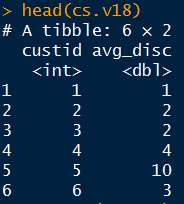 > head(cs.v18)
# A tibble: 6 × 2
  custid avg_disc
   <int>    <dbl>
1      1        1
2      2        2
3      3        2
4      4        4
5      5       10
6      6        3